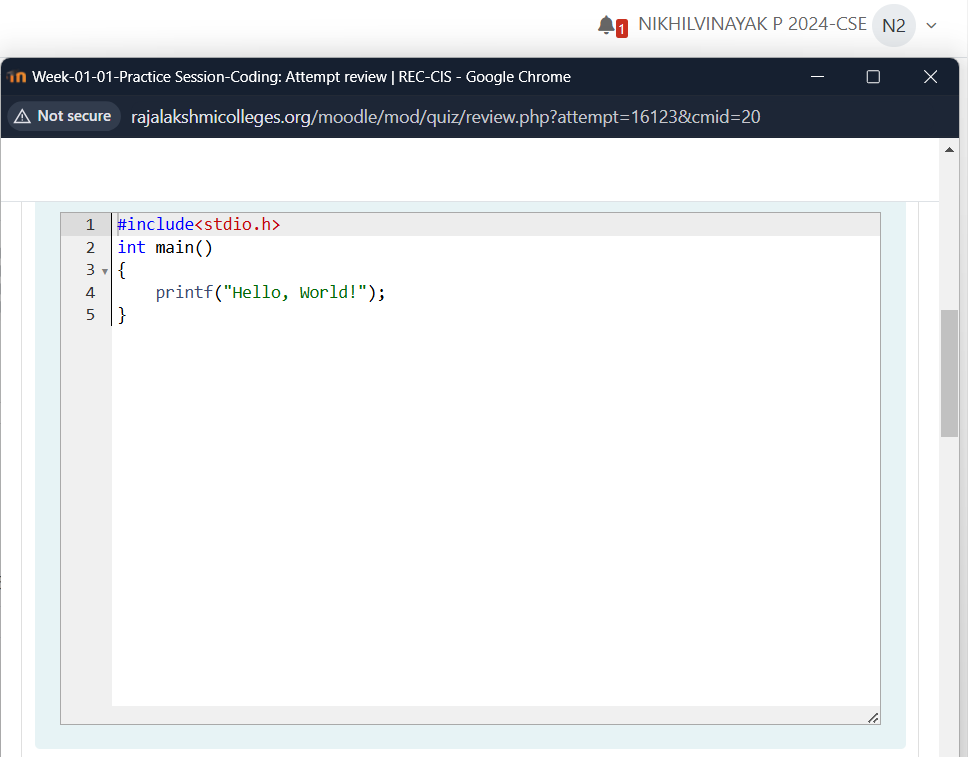 1 NIKHILVINAYAK P 2024-CSE N2
Week-01-01-Practice Session-Coding: Attempt review | REC-CIS - Google Chrome
Not secure rajalakshmicolleges.org/moodle/mod/quiz/review.php?attempt=16123&cmid=20
1 #include<stdio.h>
2 int main()
3 {
4     printf("Hello, World!");
5 }